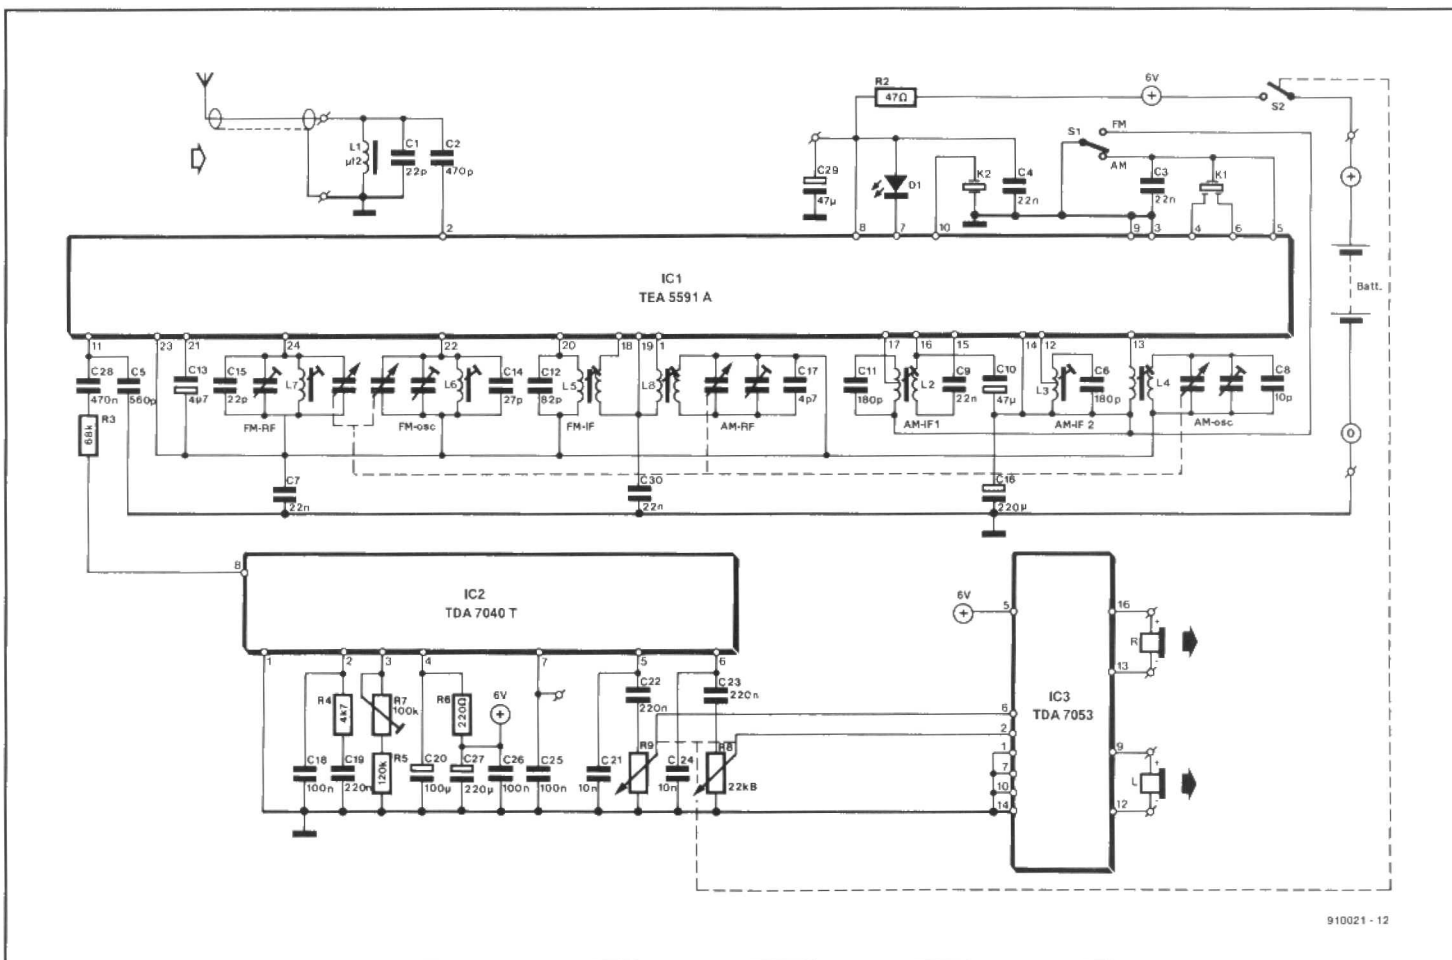 R2
47Ω
6V
S2
L1
µ12
C1
22p
C2
470p
S1
FM
AM
C29
47µ
D1
K2
C4
22n
C3
22n
K1
2
8
7
10
9
3
4
6
5
IC1
TEA 5591 A
Batt.
11
23
21
24
22
20
18
19
1
17
16
15
14
12
13
C28
470n
C5
560p
C13
4µ7
C15
22p
L7
L6
C14
27p
C12
82p
L5
L8
C17
4p7
C11
180p
L2
C9
22n
C10
47µ
L3
C6
180p
L4
C8
10p
R3
68k
FM-RF
FM-osc
FM-IF
AM-RF
AM-IF1
AM-IF 2
AM-osc
0
C7
22n
C30
22n
C16
220µ
8
IC2
TDA 7040 T
6V
5
16
R
+
-
13
1
2
3
4
7
5
6
IC3
TDA 7053
R4
4k7
R7
100k
R6
220Ω
6V
C22
220n
C23
220n
6
2
1
7
10
14
9
L
+
-
12
C18
100n
C19
220n
R5
120k
C20
100µ
C27
220µ
C26
100n
C25
100n
C21
10n
R9
C24
10n
R8
22kB
910021 - 12